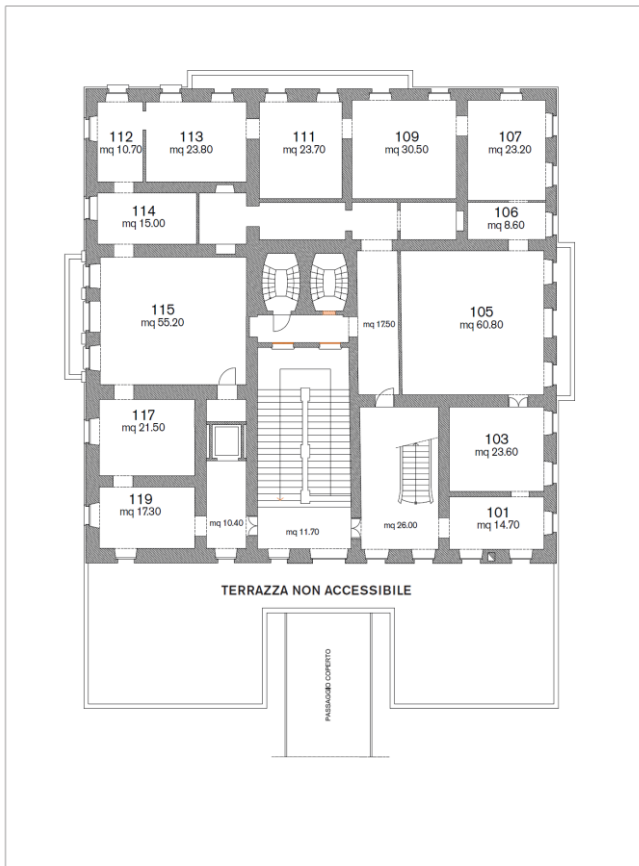 112
mq 10.70
113
mq 23.80
111
mq 23.70
109
mq 30.50
107
mq 23.20
114
mq 15.00
106
mq 8.60
115
mq 55.20
mq 17.50
105
mq 60.80
117
mq 21.50
103
mq 23.60
119
mq 17.30
mq 10.40
mq 11.70
mq 26.00
101
mq 14.70
TERRAZZA NON ACCESSIBILE
PASSAGGIO COPERTO